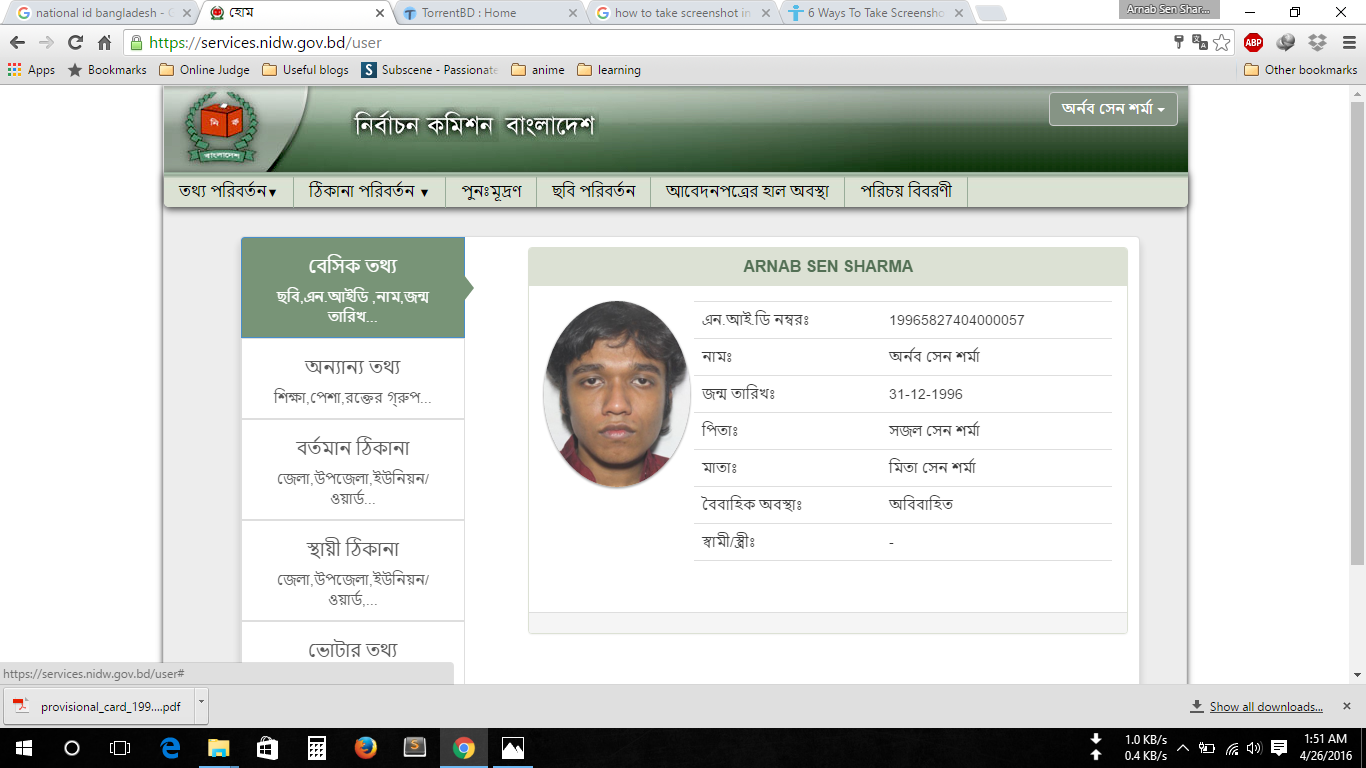 national id bangladesh - G
হোম
TorrentBD : Home
how to take screenshot in
6 Ways To Take Screensho
Arnab Sen Shar...
https://services.nidw.gov.bd/user
ABP
Apps
Bookmarks
Online Judge
Useful blogs
S
Subscene - Passionate
anime
learning
Other bookmarks
নি ক
বাংলাদেশ
নির্বাচন কমিশন বাংলাদেশ
অর্নব সেন শর্মা
তথ্য পরিবর্তন▼
ঠিকানা পরিবর্তন ▼
পুনঃমূদ্রণ
ছবি পরিবর্তন
আবেদনপত্রের হাল অবস্থা
পরিচয় বিবরণী
বেসিক তথ্য
ছবি,এন.আইডি ,নাম,জন্ম
তারিখ...
অন্যান্য তথ্য
শিক্ষা,পেশা,রক্তের গ্রুপ...
বর্তমান ঠিকানা
জেলা,উপজেলা,ইউনিয়ন/
ওয়ার্ড...
স্থায়ী ঠিকানা
জেলা,উপজেলা,ইউনিয়ন/
ওয়ার্ড,...
ভোটার তথ্য
ARNAB SEN SHARMA
এন.আই.ডি নম্বরঃ 19965827404000057
নামঃ অর্নব সেন শর্মা
জন্ম তারিখঃ 31-12-1996
পিতাঃ সজল সেন শর্মা
মাতাঃ মিতা সেন শর্মা
বৈবাহিক অবস্থাঃ অবিবাহিত
স্বামী/স্ত্রীঃ -
https://services.nidw.gov.bd/user#
provisional_card_199....pdf
Show all downloads...
1.0 KB/s
0.4 KB/s
1:51 AM
4/26/2016